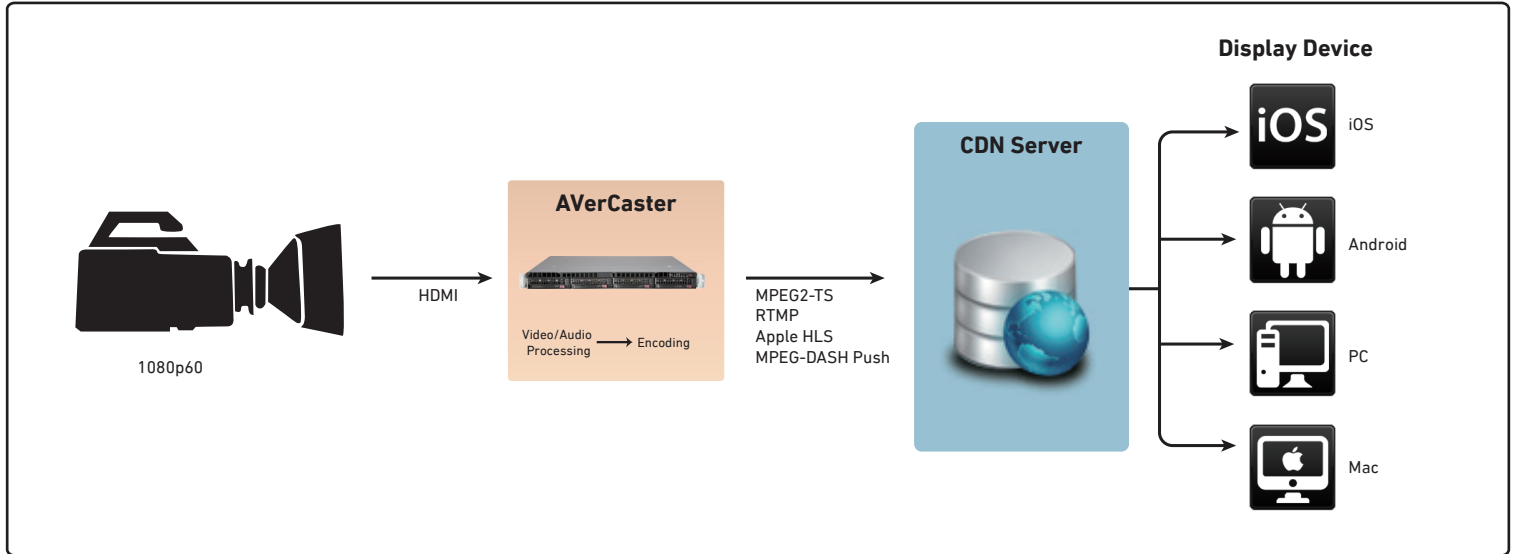 Display Device
iOS
iOS
CDN Server
AVerCaster
Android
HDMI
MPEG2-TS
RTMP
Apple HLS
MPEG-DASH Push
Video/Audio
Processing
Encoding
1080p60
PC
Mac